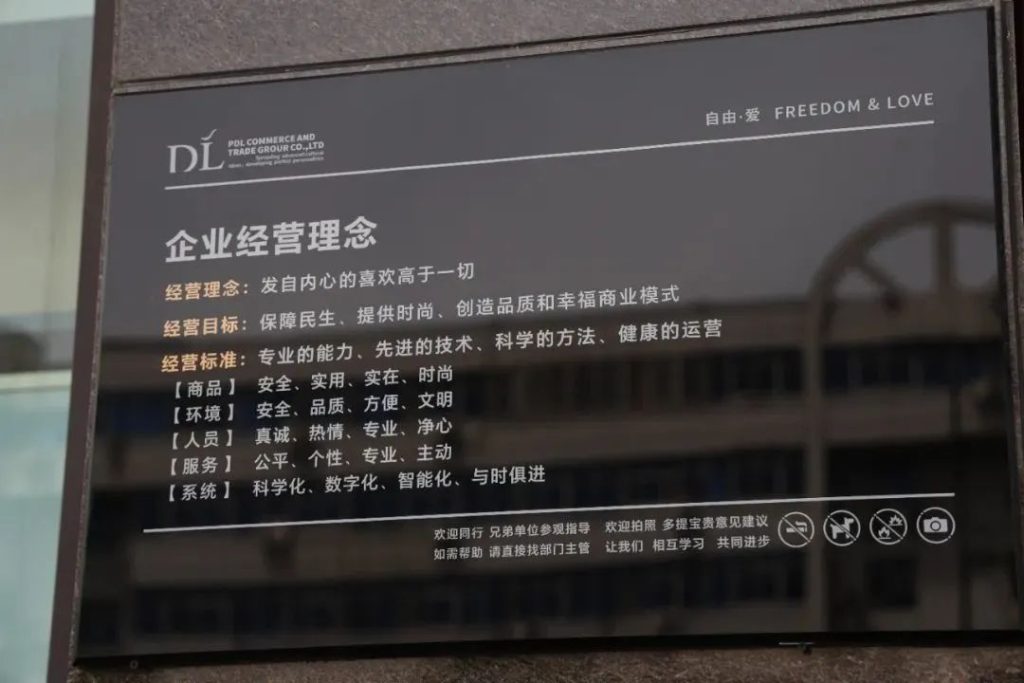 DL
PDL COMMERCE AND
TRADE GROUP CO.,LTD
自由·爱 FREEDOM & LOVE
企业经营理念
经营理念：发自内心的喜欢高于一切
经营目标：保障民生、提供时尚、创造品质和幸福商业模式
经营标准：专业的能力、先进的技术、科学的方法、健康的运营
【商品】 安全、实用、实在、时尚
【环境】 安全、品质、方便、文明
【人员】 真诚、热情、专业、净心
【服务】 公平、个性、专业、主动
【系统】 科学化、数字化、智能化、与时俱进
欢迎同行 兄弟单位参观指导 欢迎拍照 多提宝贵意见建议
如需帮助 请直接找部门主管 让我们 相互学习 共同进步